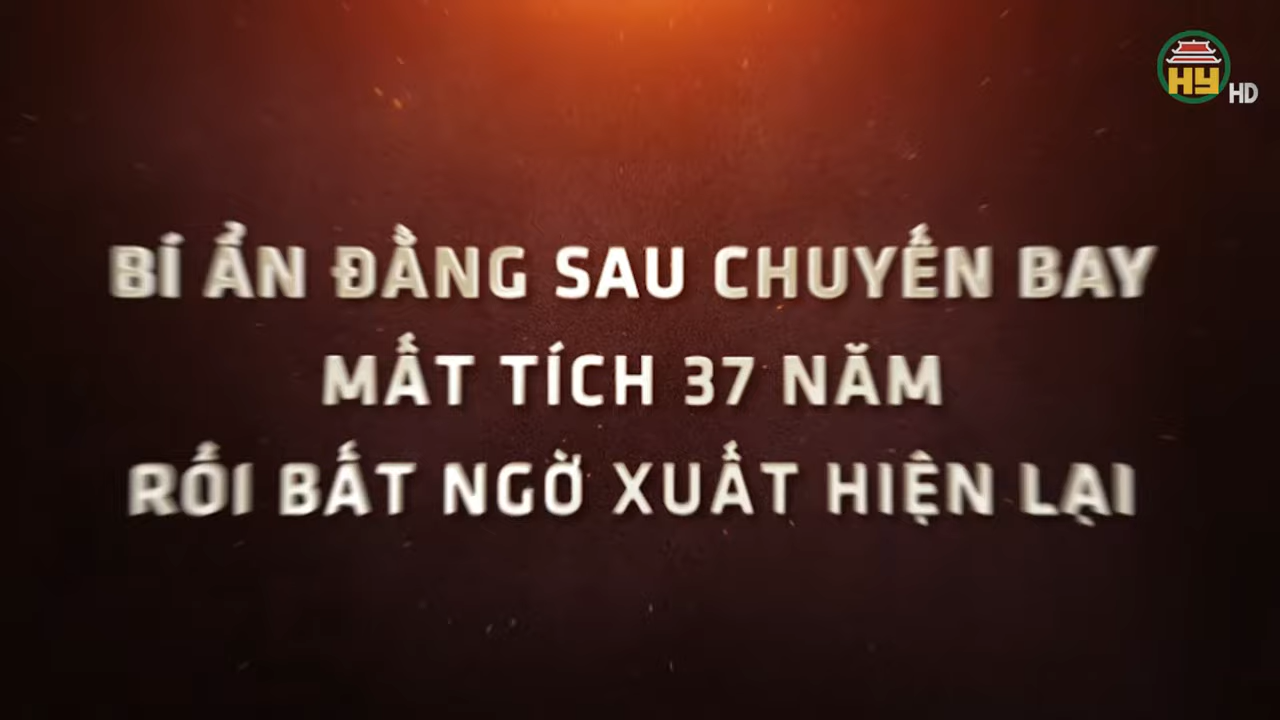 HY HD
BÍ ẨN ĐẰNG SAU CHUYẾN BAY
MẤT TÍCH 37 NĂM
RỒI BẤT NGỜ XUẤT HIỆN LẠI